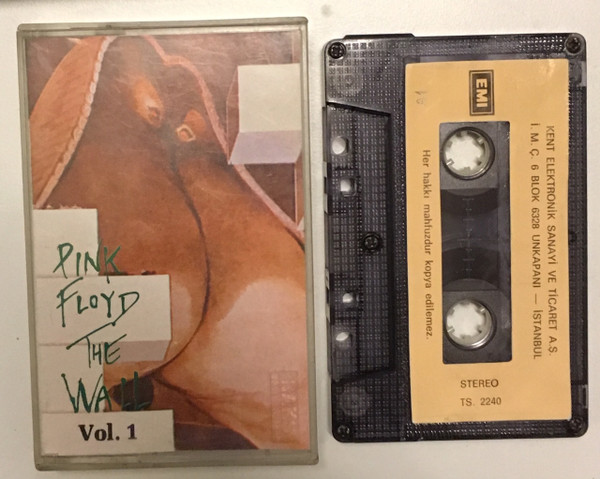 PINK
FLOYD
THE
WALL
Vol. 1
EMI
KENT ELEKTRONİK SANAYİ VE TİCARET A.Ş.
İ. M. Ç. 6 BLOK 6328 UNKAPANI — İSTANBUL
Her hakkı mahfuzdur kopya edilemez.
STEREO
TS. 2240